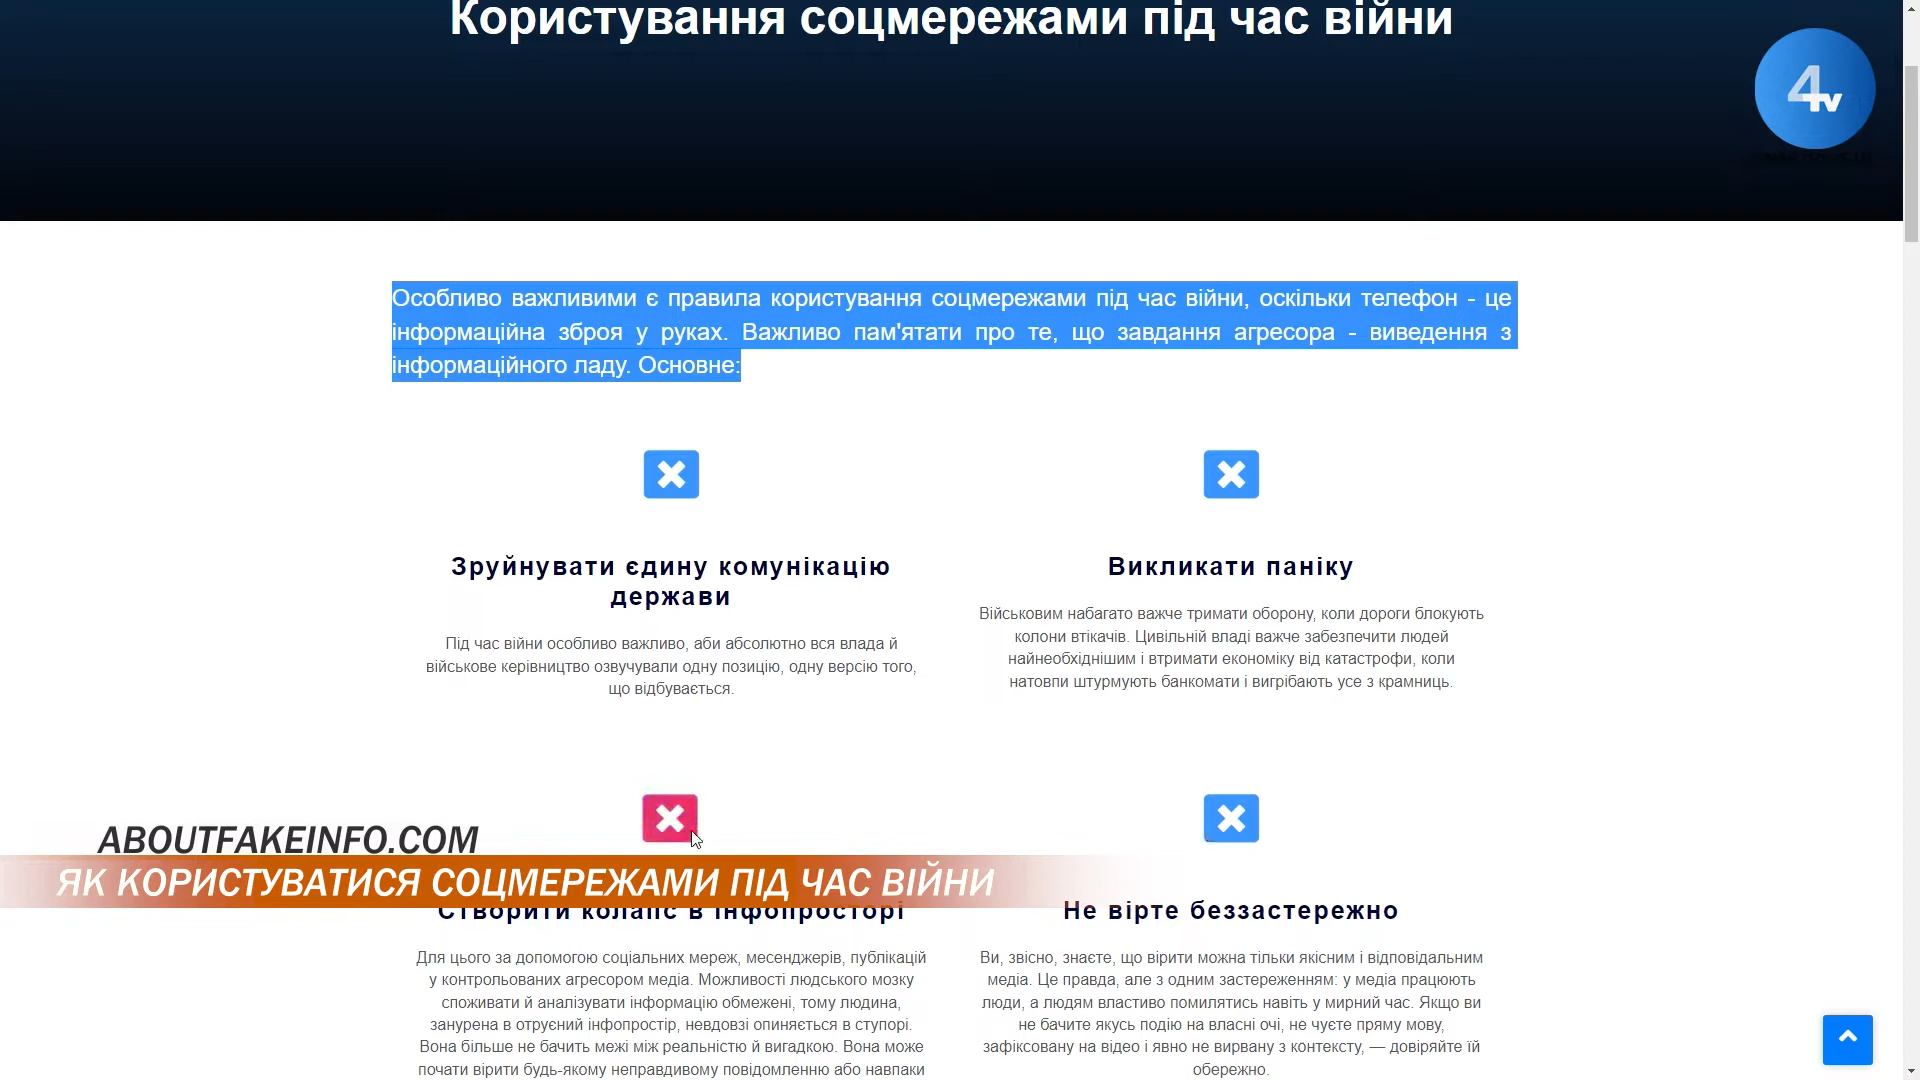 Користування соцмережами під час війни
4TV
Особливо важливими є правила користування соцмережами під час війни, оскільки телефон - це
інформаційна зброя у руках. Важливо пам'ятати про те, що завдання агресора - виведення з
інформаційного ладу. Основне:
Зруйнувати єдину комунікацію
держави
Під час війни особливо важливо, аби абсолютно вся влада й
військове керівництво озвучували одну позицію, одну версію того,
що відбувається.
Викликати паніку
Військовим набагато важче тримати оборону, коли дороги блокують
колони втікачів. Цивільній владі важче забезпечити людей
найнеобхіднішим і втримати економіку від катастрофи, коли
натовпи штурмують банкомати і вигрібають усе з крамниць.
ABOUTFAKEINFO.COM
ЯК КОРИСТУВАТИСЯ СОЦМЕРЕЖАМИ ПІД ЧАС ВІЙНИ
Створити колапс в інфопросторі
Для цього за допомогою соціальних мереж, месенджерів, публікацій
у контрольованих агресором медіа. Можливості людського мозку
споживати й аналізувати інформацію обмежені, тому людина,
занурена в отруєний інфопростір, невдовзі опиняється в ступорі.
Вона більше не бачить межі між реальністю й вигадкою. Вона може
почати вірити будь-якому неправдивому повідомленню або навпаки
Не вірте беззастережно
Ви, звісно, знаєте, що вірити можна тільки якісним і відповідальним
медіа. Це правда, але з одним застереженням: у медіа працюють
люди, а людям властиво помилятись навіть у мирний час. Якщо ви
не бачите якусь подію на власні очі, не чуєте пряму мову,
зафіксовану на відео і явно не вирвану з контексту, — довіряйте їй
обережно.